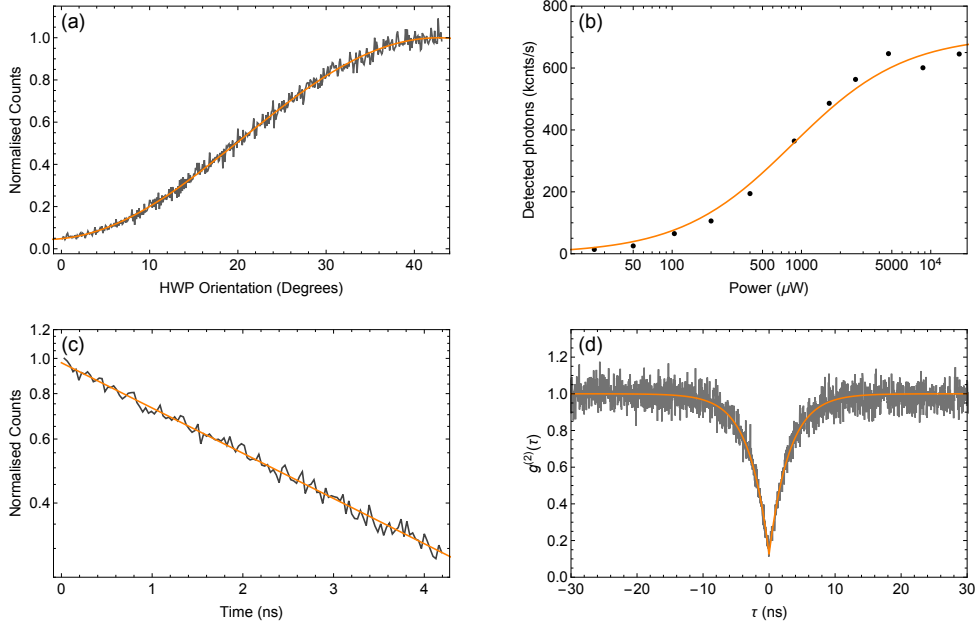 (a)
Normalised Counts
1.0
0.8
0.6
0.4
0.2
0.0
0 10 20 30 40
HWP Orientation (Degrees)
(b)
Detected photons (kcnts/s)
800
600
400
200
0
50 100 500 1000 5000 10⁴
Power (μW)
(c)
Normalised Counts
1.2
1.0
0.8
0.6
0.4
0 1 2 3 4
Time (ns)
(d)
g⁽²⁾(τ)
1.2
1.0
0.8
0.6
0.4
0.2
0.0
−30 −20 −10 0 10 20 30
τ (ns)